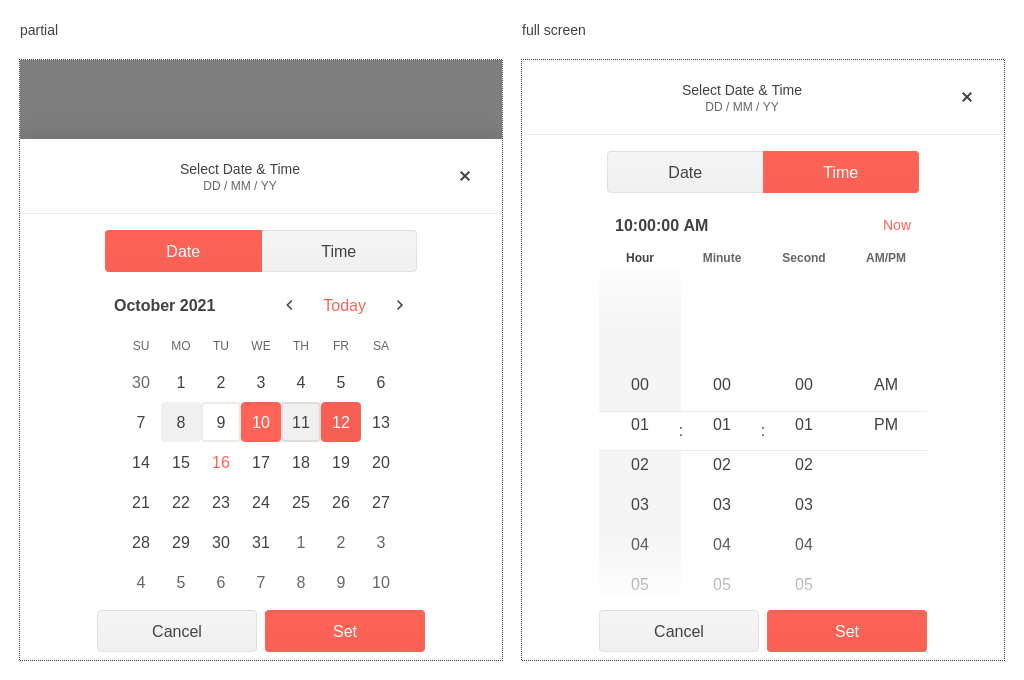 partial
Select Date & Time
DD / MM / YY
Date Time
October 2021 Today
SU MO TU WE TH FR SA
30 1 2 3 4 5 6
7 8 9 10 11 12 13
14 15 16 17 18 19 20
21 22 23 24 25 26 27
28 29 30 31 1 2 3
4 5 6 7 8 9 10
Cancel Set
full screen
Select Date & Time
DD / MM / YY
Date Time
10:00:00 AM Now
Hour Minute Second AM/PM
00 00 00 AM
01 : 01 : 01 PM
02 02 02
03 03 03
04 04 04
05 05 05
Cancel Set